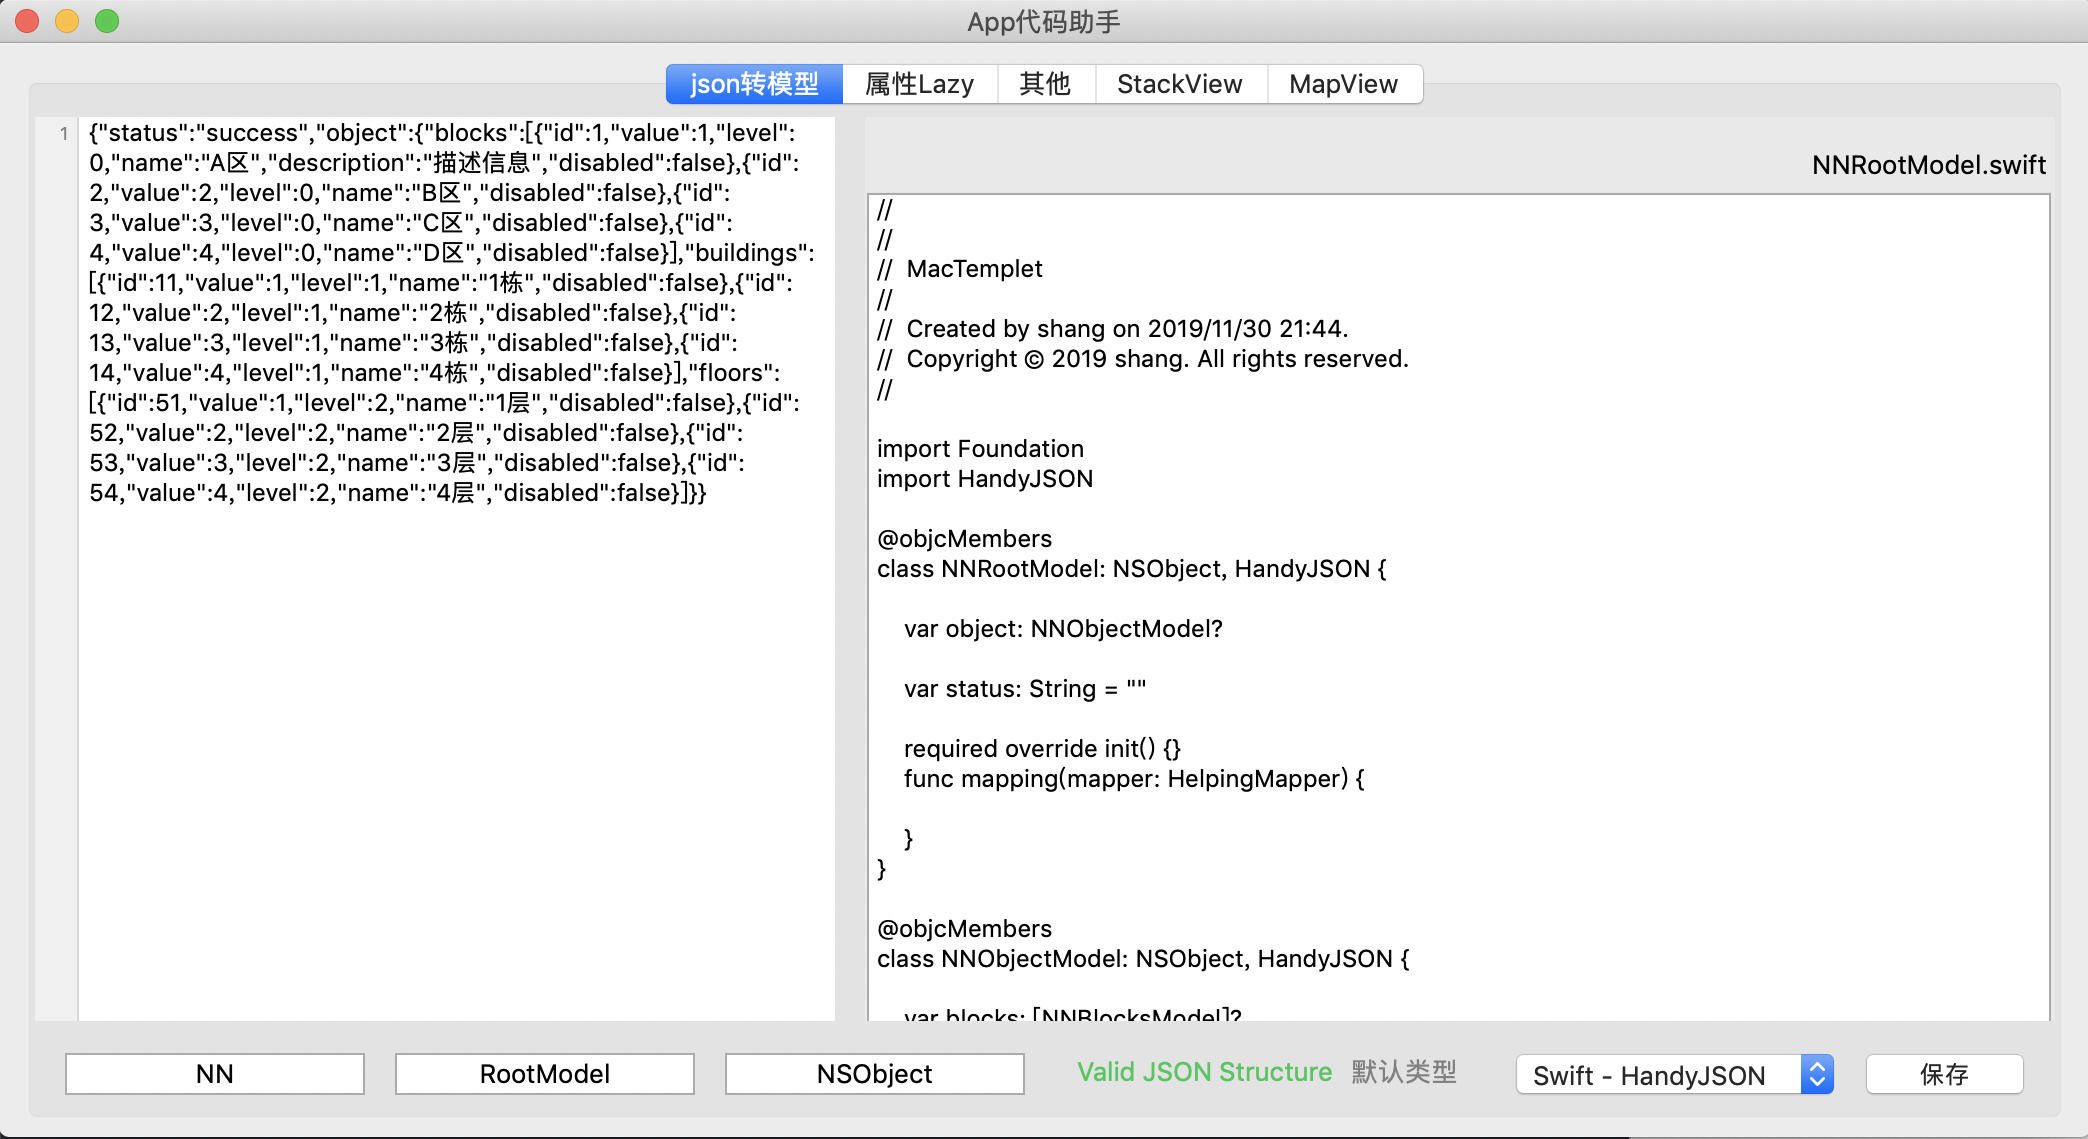 App代码助手
json转模型 属性Lazy 其他 StackView MapView
1
{"status":"success","object":{"blocks":[{"id":1,"value":1,"level":
0,"name":"A区","description":"描述信息","disabled":false},{"id":
2,"value":2,"level":0,"name":"B区","disabled":false},{"id":
3,"value":3,"level":0,"name":"C区","disabled":false},{"id":
4,"value":4,"level":0,"name":"D区","disabled":false}],"buildings":
[{"id":11,"value":1,"level":1,"name":"1栋","disabled":false},{"id":
12,"value":2,"level":1,"name":"2栋","disabled":false},{"id":
13,"value":3,"level":1,"name":"3栋","disabled":false},{"id":
14,"value":4,"level":1,"name":"4栋","disabled":false}],"floors":
[{"id":51,"value":1,"level":2,"name":"1层","disabled":false},{"id":
52,"value":2,"level":2,"name":"2层","disabled":false},{"id":
53,"value":3,"level":2,"name":"3层","disabled":false},{"id":
54,"value":4,"level":2,"name":"4层","disabled":false}]}}
NNRootModel.swift
//
//
//  MacTemplet
//
//  Created by shang on 2019/11/30 21:44.
//  Copyright © 2019 shang. All rights reserved.
//
import Foundation
import HandyJSON
@objcMembers
class NNRootModel: NSObject, HandyJSON {
var object: NNObjectModel?
var status: String = ""
required override init() {}
func mapping(mapper: HelpingMapper) {
}
}
@objcMembers
class NNObjectModel: NSObject, HandyJSON {
var blocks: [NNBlocksModel]?
NN RootModel NSObject Valid JSON Structure 默认类型 Swift - HandyJSON 保存